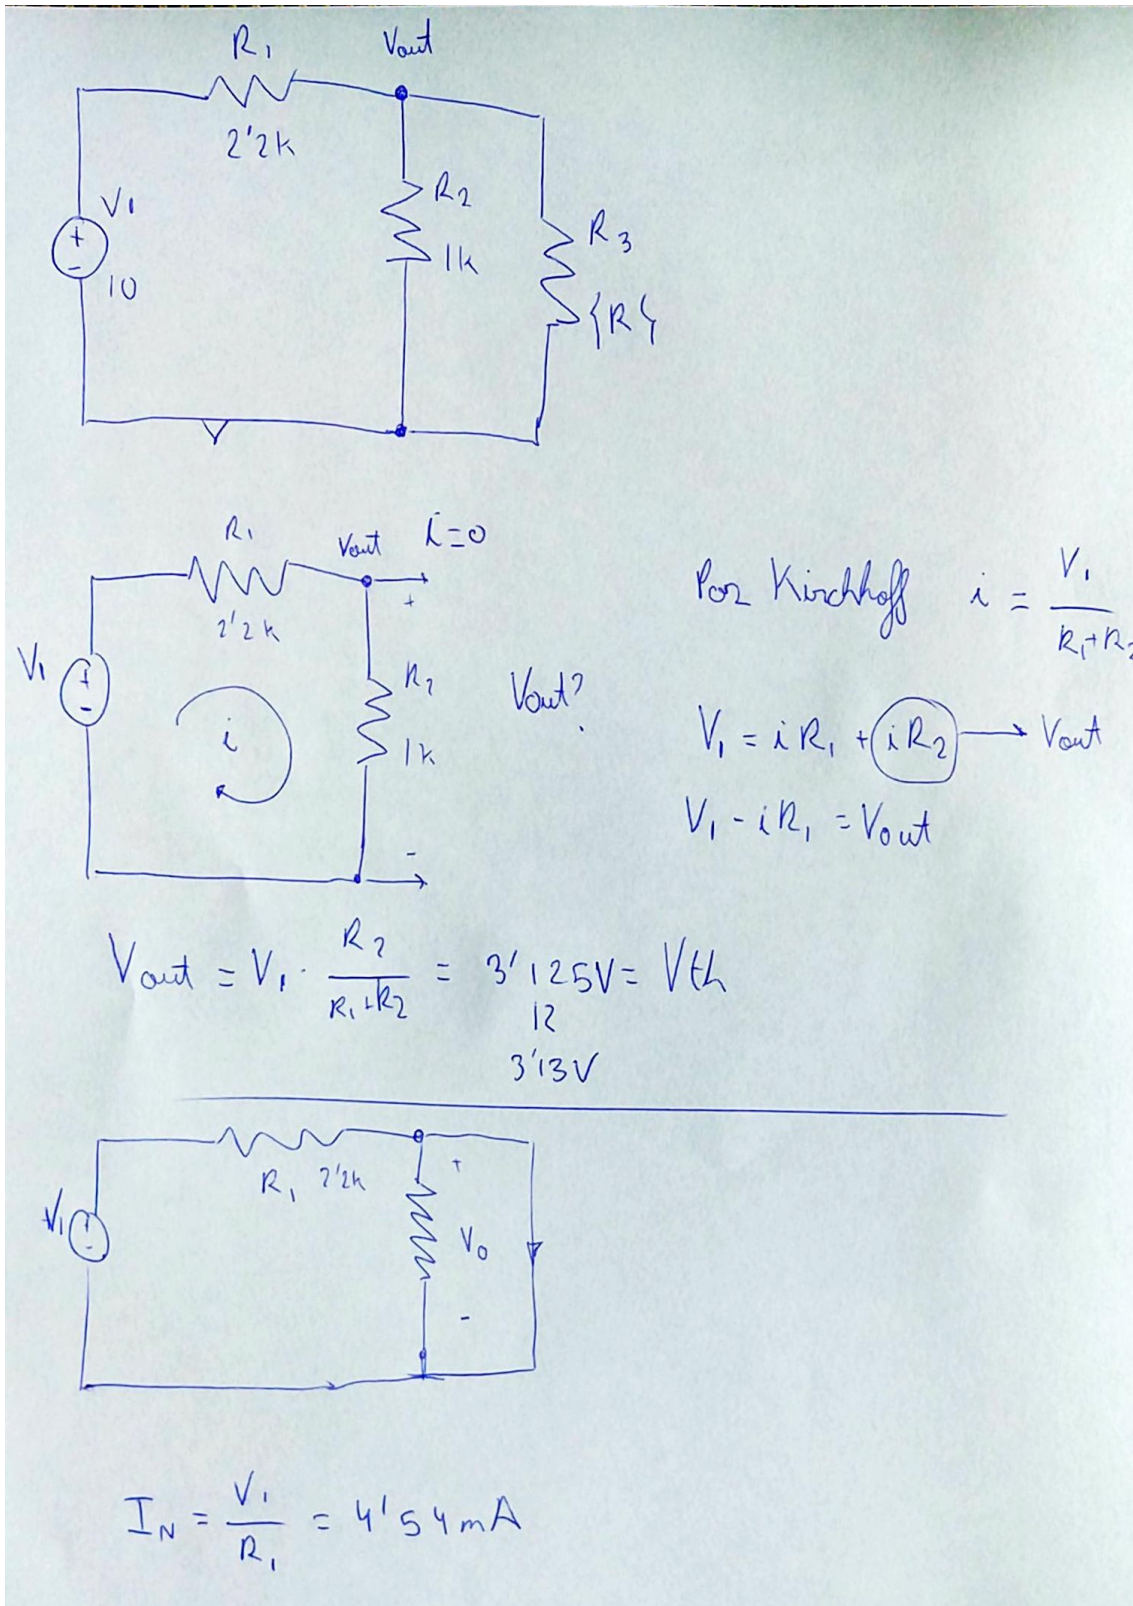 R1 Vout
2'2k
V1
+
-
10
R2
1k
R3
{R}
R1 Vout i=0
2'2k
+
V1
+
-
i
R2
1k
Vout?
-
Por Kirchhoff i = V1 / R1+R2
V1 = iR1 + iR2 → Vout
V1 - iR1 = Vout
Vout = V1 · R2 / R1+R2 = 3'125V = Vth
12
3'13V
R1 2'2k
V1
+
-
+
Vo
-
IN = V1 / R1 = 4'54mA